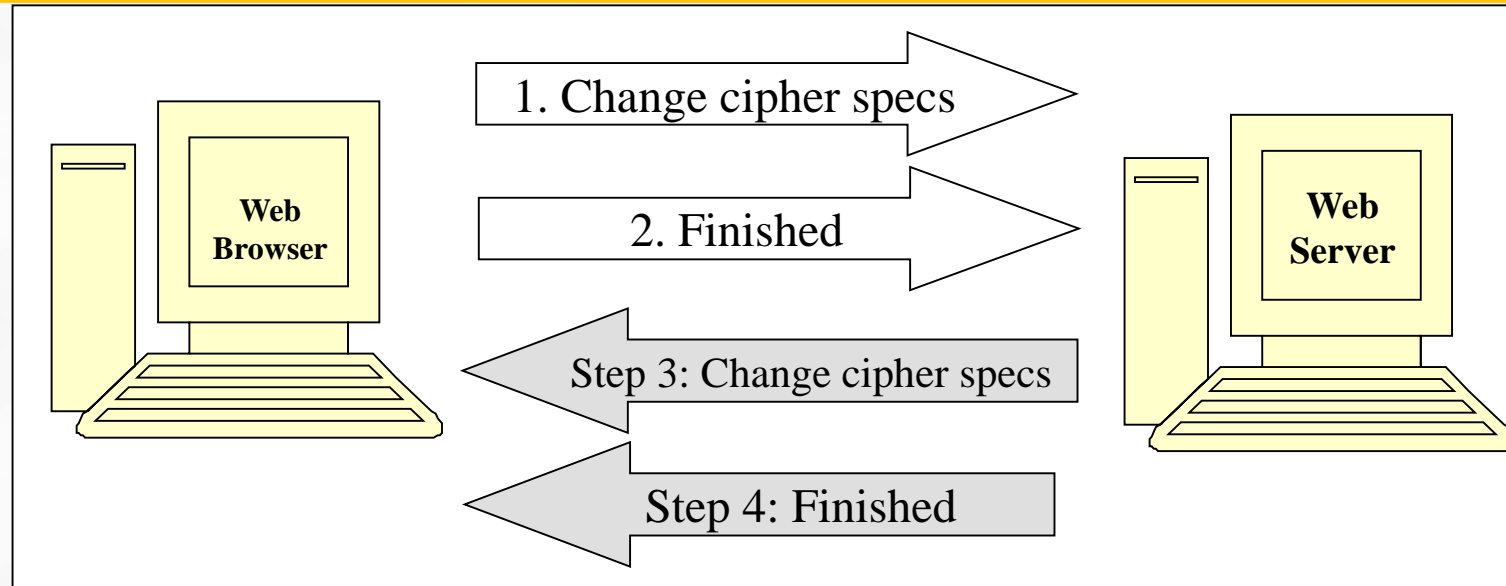 1. Change cipher specs
Web
Browser
2. Finished
Web
Server
Step 3: Change cipher specs
Step 4: Finished